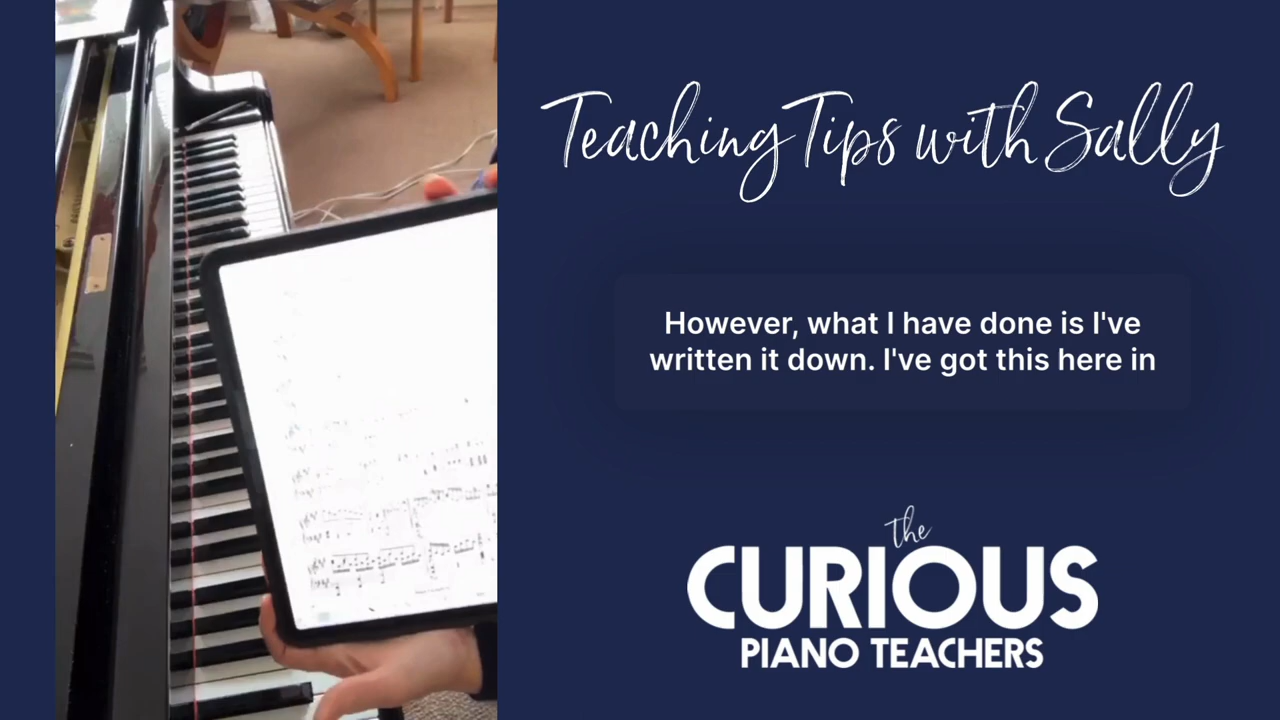 Teaching Tips with Sally
However, what I have done is I've
written it down. I've got this here in
the
CURIOUS
PIANO TEACHERS